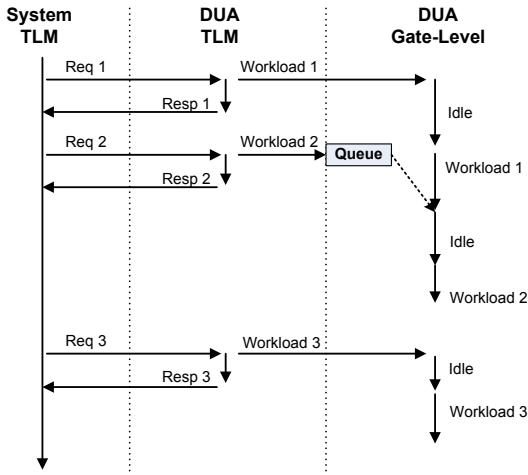 System
TLM
DUA
TLM
DUA
Gate-Level
Req 1
Workload 1
Resp 1
Idle
Req 2
Workload 2
Queue
Workload 1
Resp 2
Idle
Workload 2
Req 3
Workload 3
Resp 3
Idle
Workload 3